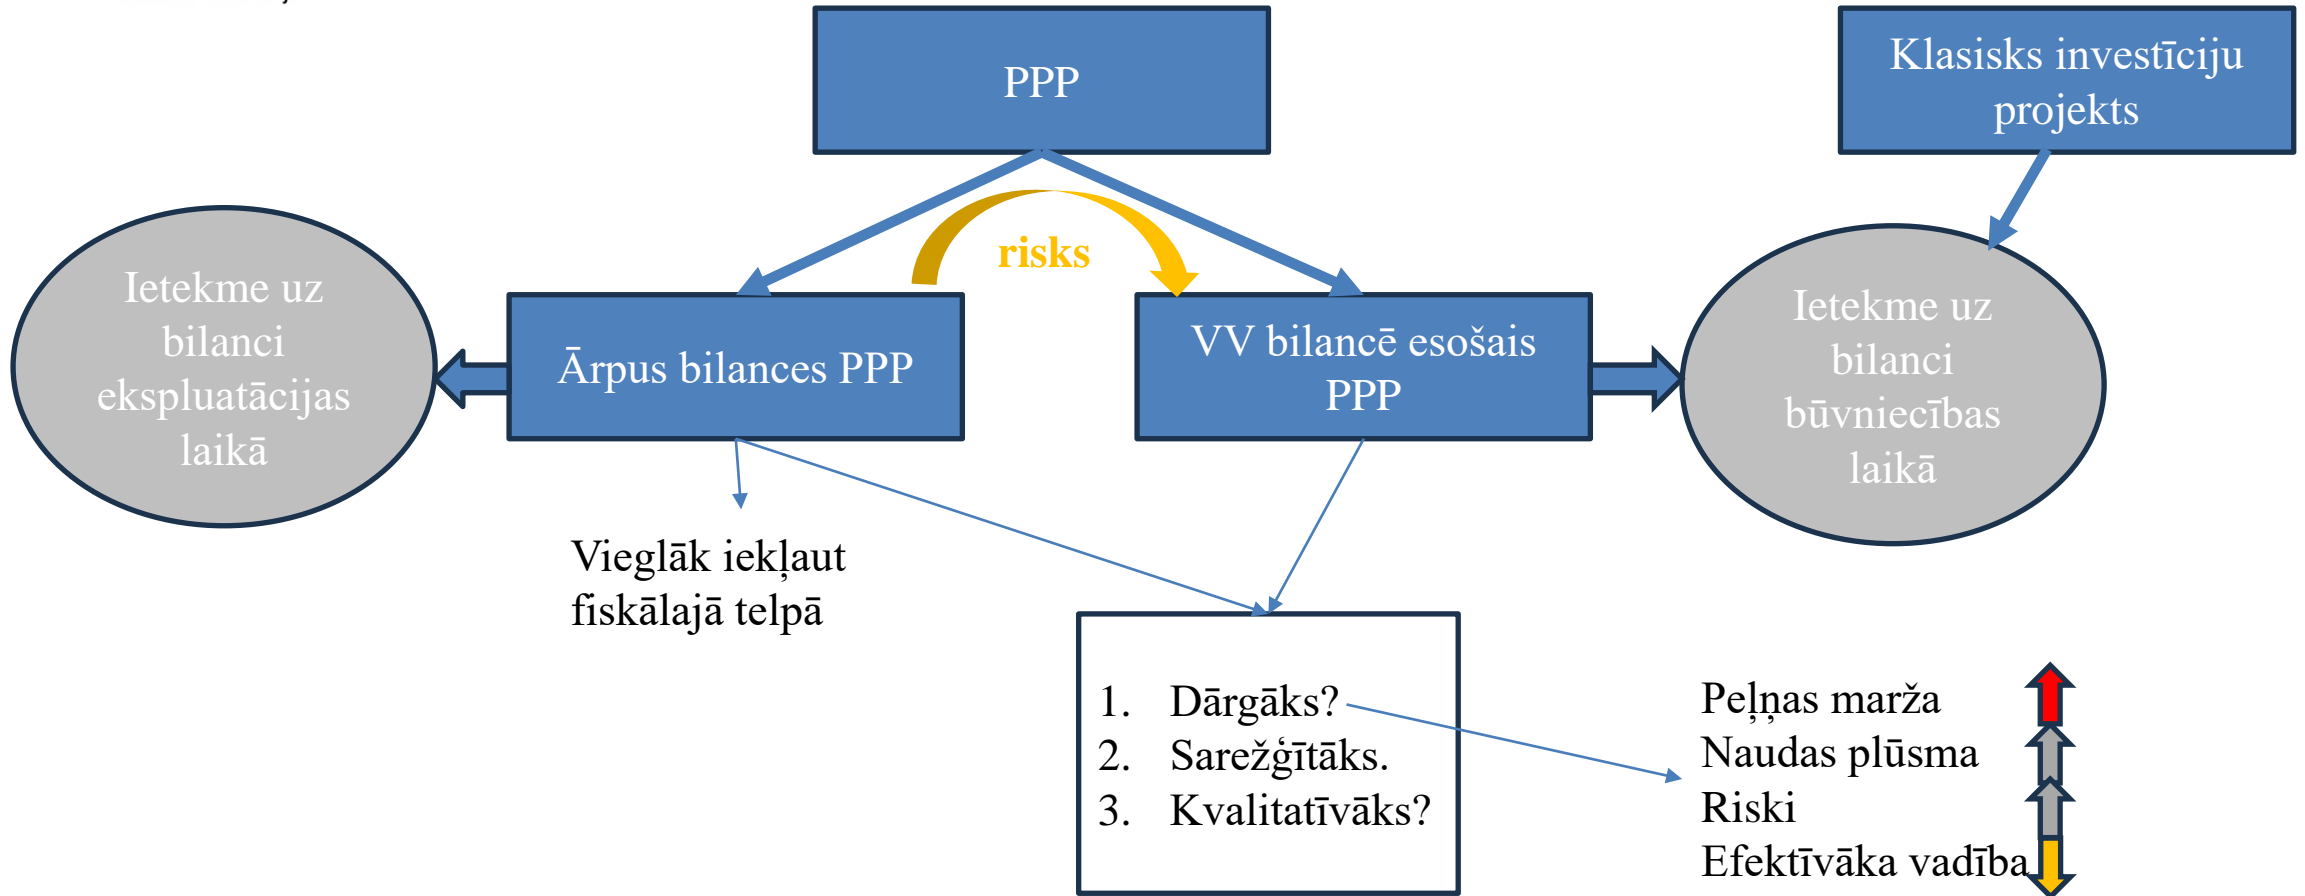 PPP
Klasisks investīciju
projekts
risks
Ietekme uz
bilanci
ekspluatācijas
laikā
Ārpus bilances PPP
VV bilancē esošais
PPP
Ietekme uz
bilanci
būvniecības
laikā
Vieglāk iekļaut
fiskālajā telpā
1. Dārgāks?
2. Sarežģītāks.
3. Kvalitatīvāks?
Peļņas marža
Naudas plūsma
Riski
Efektīvāka vadība